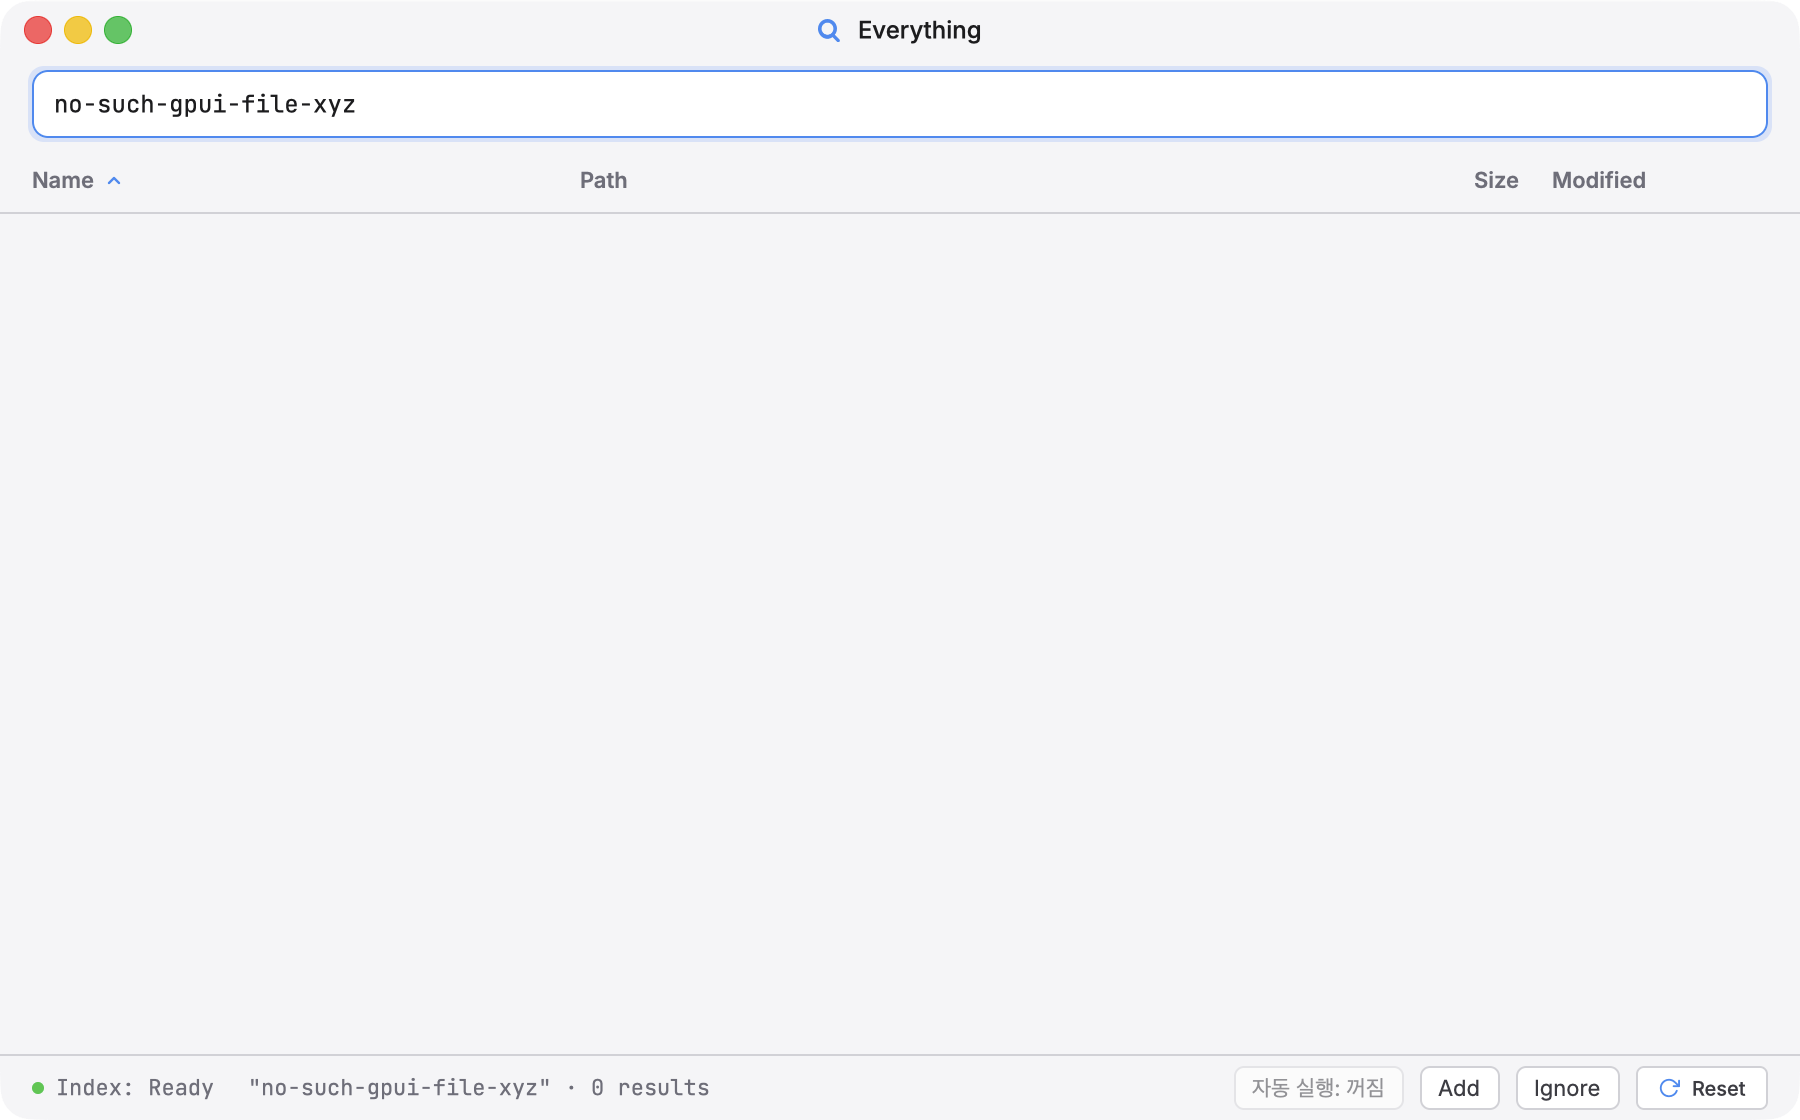 Everything
no-such-gpui-file-xyz
Name Path Size Modified
Index: Ready "no-such-gpui-file-xyz" · 0 results 자동 실행: 꺼짐 Add Ignore Reset